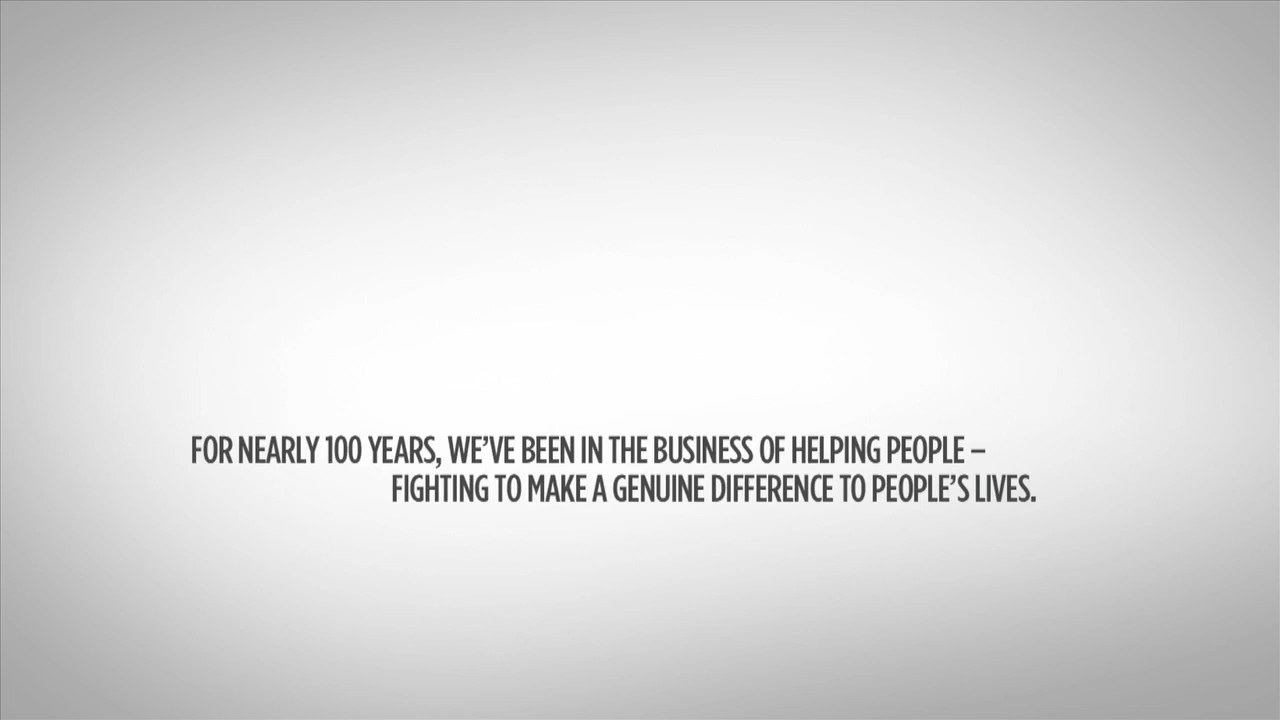 FOR NEARLY 100 YEARS, WE’VE BEEN IN THE BUSINESS OF HELPING PEOPLE –
FIGHTING TO MAKE A GENUINE DIFFERENCE TO PEOPLE’S LIVES.